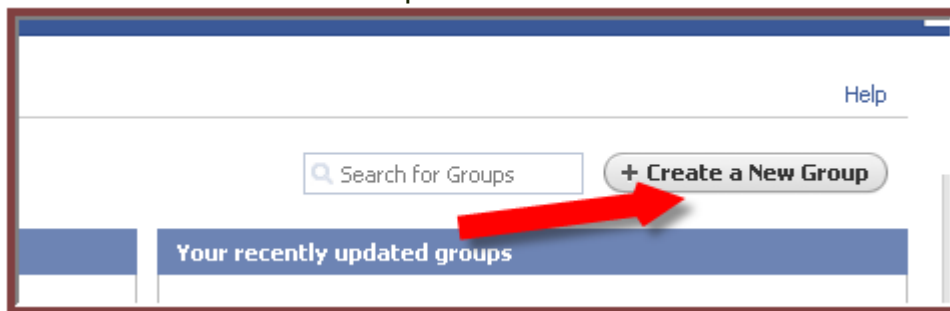 Help
Search for Groups
+ Create a New Group
Your recently updated groups